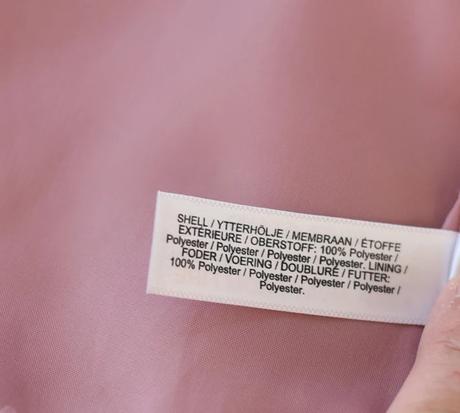 SHELL / YTTERHÖLJE / MEMBRAAN / ÉTOFFE
EXTÉRIEURE / OBERSTOFF: 100% Polyester /
Polyester / Polyester / Polyester / Polyester. LINING /
FODER / VOERING / DOUBLURE / FUTTER:
100% Polyester / Polyester / Polyester / Polyester /
Polyester.